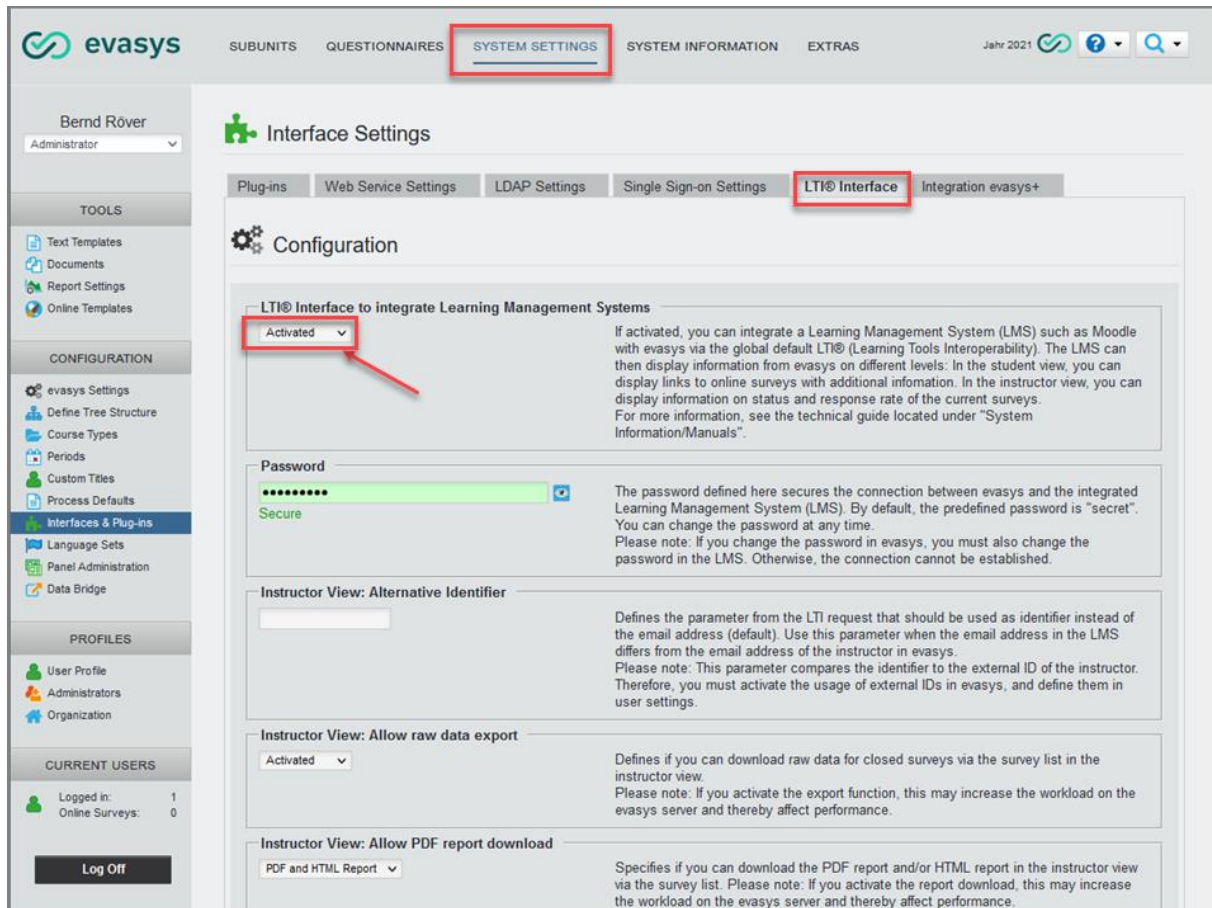 evasys
SUBUNITS QUESTIONNAIRES SYSTEM SETTINGS SYSTEM INFORMATION EXTRAS
Jahr 2021
Bernd Röver
Administrator
TOOLS
Text Templates
Documents
Report Settings
Online Templates
CONFIGURATION
evasys Settings
Define Tree Structure
Course Types
Periods
Custom Titles
Process Defaults
Interfaces & Plug-ins
Language Sets
Panel Administration
Data Bridge
PROFILES
User Profile
Administrators
Organization
CURRENT USERS
Logged in: 1
Online Surveys: 0
Log Off
Interface Settings
Plug-ins Web Service Settings LDAP Settings Single Sign-on Settings LTI® Interface Integration evasys+
Configuration
LTI® Interface to integrate Learning Management Systems
Activated
If activated, you can integrate a Learning Management System (LMS) such as Moodle
with evasys via the global default LTI® (Learning Tools Interoperability). The LMS can
then display information from evasys on different levels: In the student view, you can
display links to online surveys with additional infomation. In the instructor view, you can
display information on status and response rate of the current surveys.
For more information, see the technical guide located under "System
Information/Manuals".
Password
•••••••••
Secure
The password defined here secures the connection between evasys and the integrated
Learning Management System (LMS). By default, the predefined password is "secret".
You can change the password at any time.
Please note: If you change the password in evasys, you must also change the
password in the LMS. Otherwise, the connection cannot be established.
Instructor View: Alternative Identifier
Defines the parameter from the LTI request that should be used as identifier instead of
the email address (default). Use this parameter when the email address in the LMS
differs from the email address of the instructor in evasys.
Please note: This parameter compares the identifier to the external ID of the instructor.
Therefore, you must activate the usage of external IDs in evasys, and define them in
user settings.
Instructor View: Allow raw data export
Activated
Defines if you can download raw data for closed surveys via the survey list in the
instructor view.
Please note: If you activate the export function, this may increase the workload on the
evasys server and thereby affect performance.
Instructor View: Allow PDF report download
PDF and HTML Report
Specifies if you can download the PDF report and/or HTML report in the instructor view
via the survey list. Please note: If you activate the report download, this may increase
the workload on the evasys server and thereby affect performance.